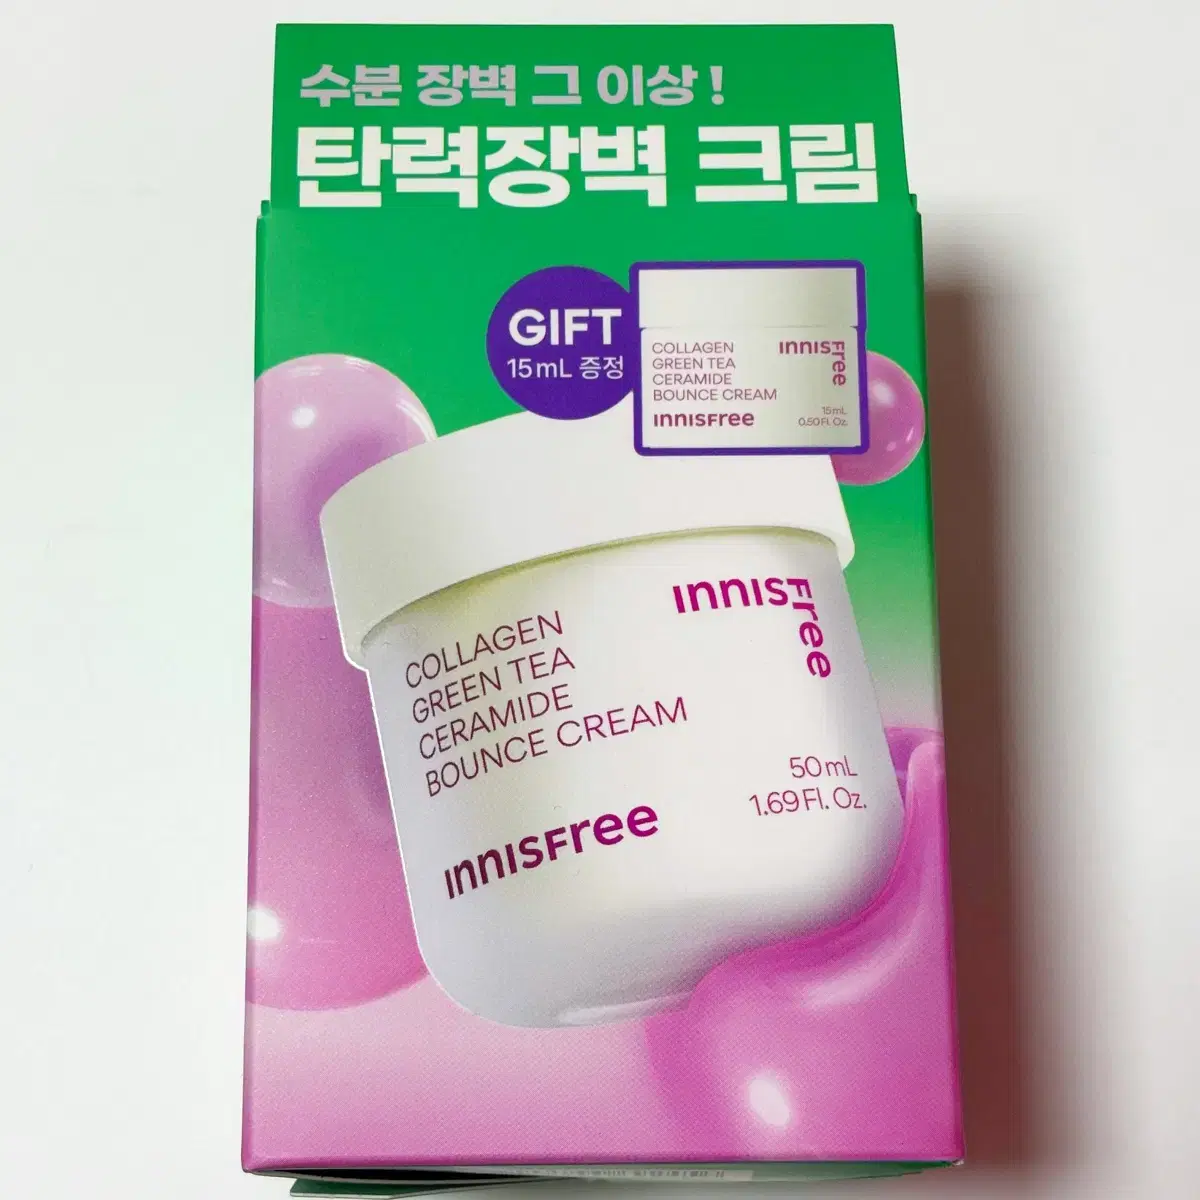 수분 장벽 그 이상 !
탄력장벽 크림
GIFT
15mL 증정
COLLAGEN
GREEN TEA
CERAMIDE
BOUNCE CREAM
INNISFree
INNISFree
15mL
0.50 Fl. Oz.
INNISFree
COLLAGEN
GREEN TEA
CERAMIDE
BOUNCE CREAM
50mL
1.69 Fl. Oz.
INNISFree